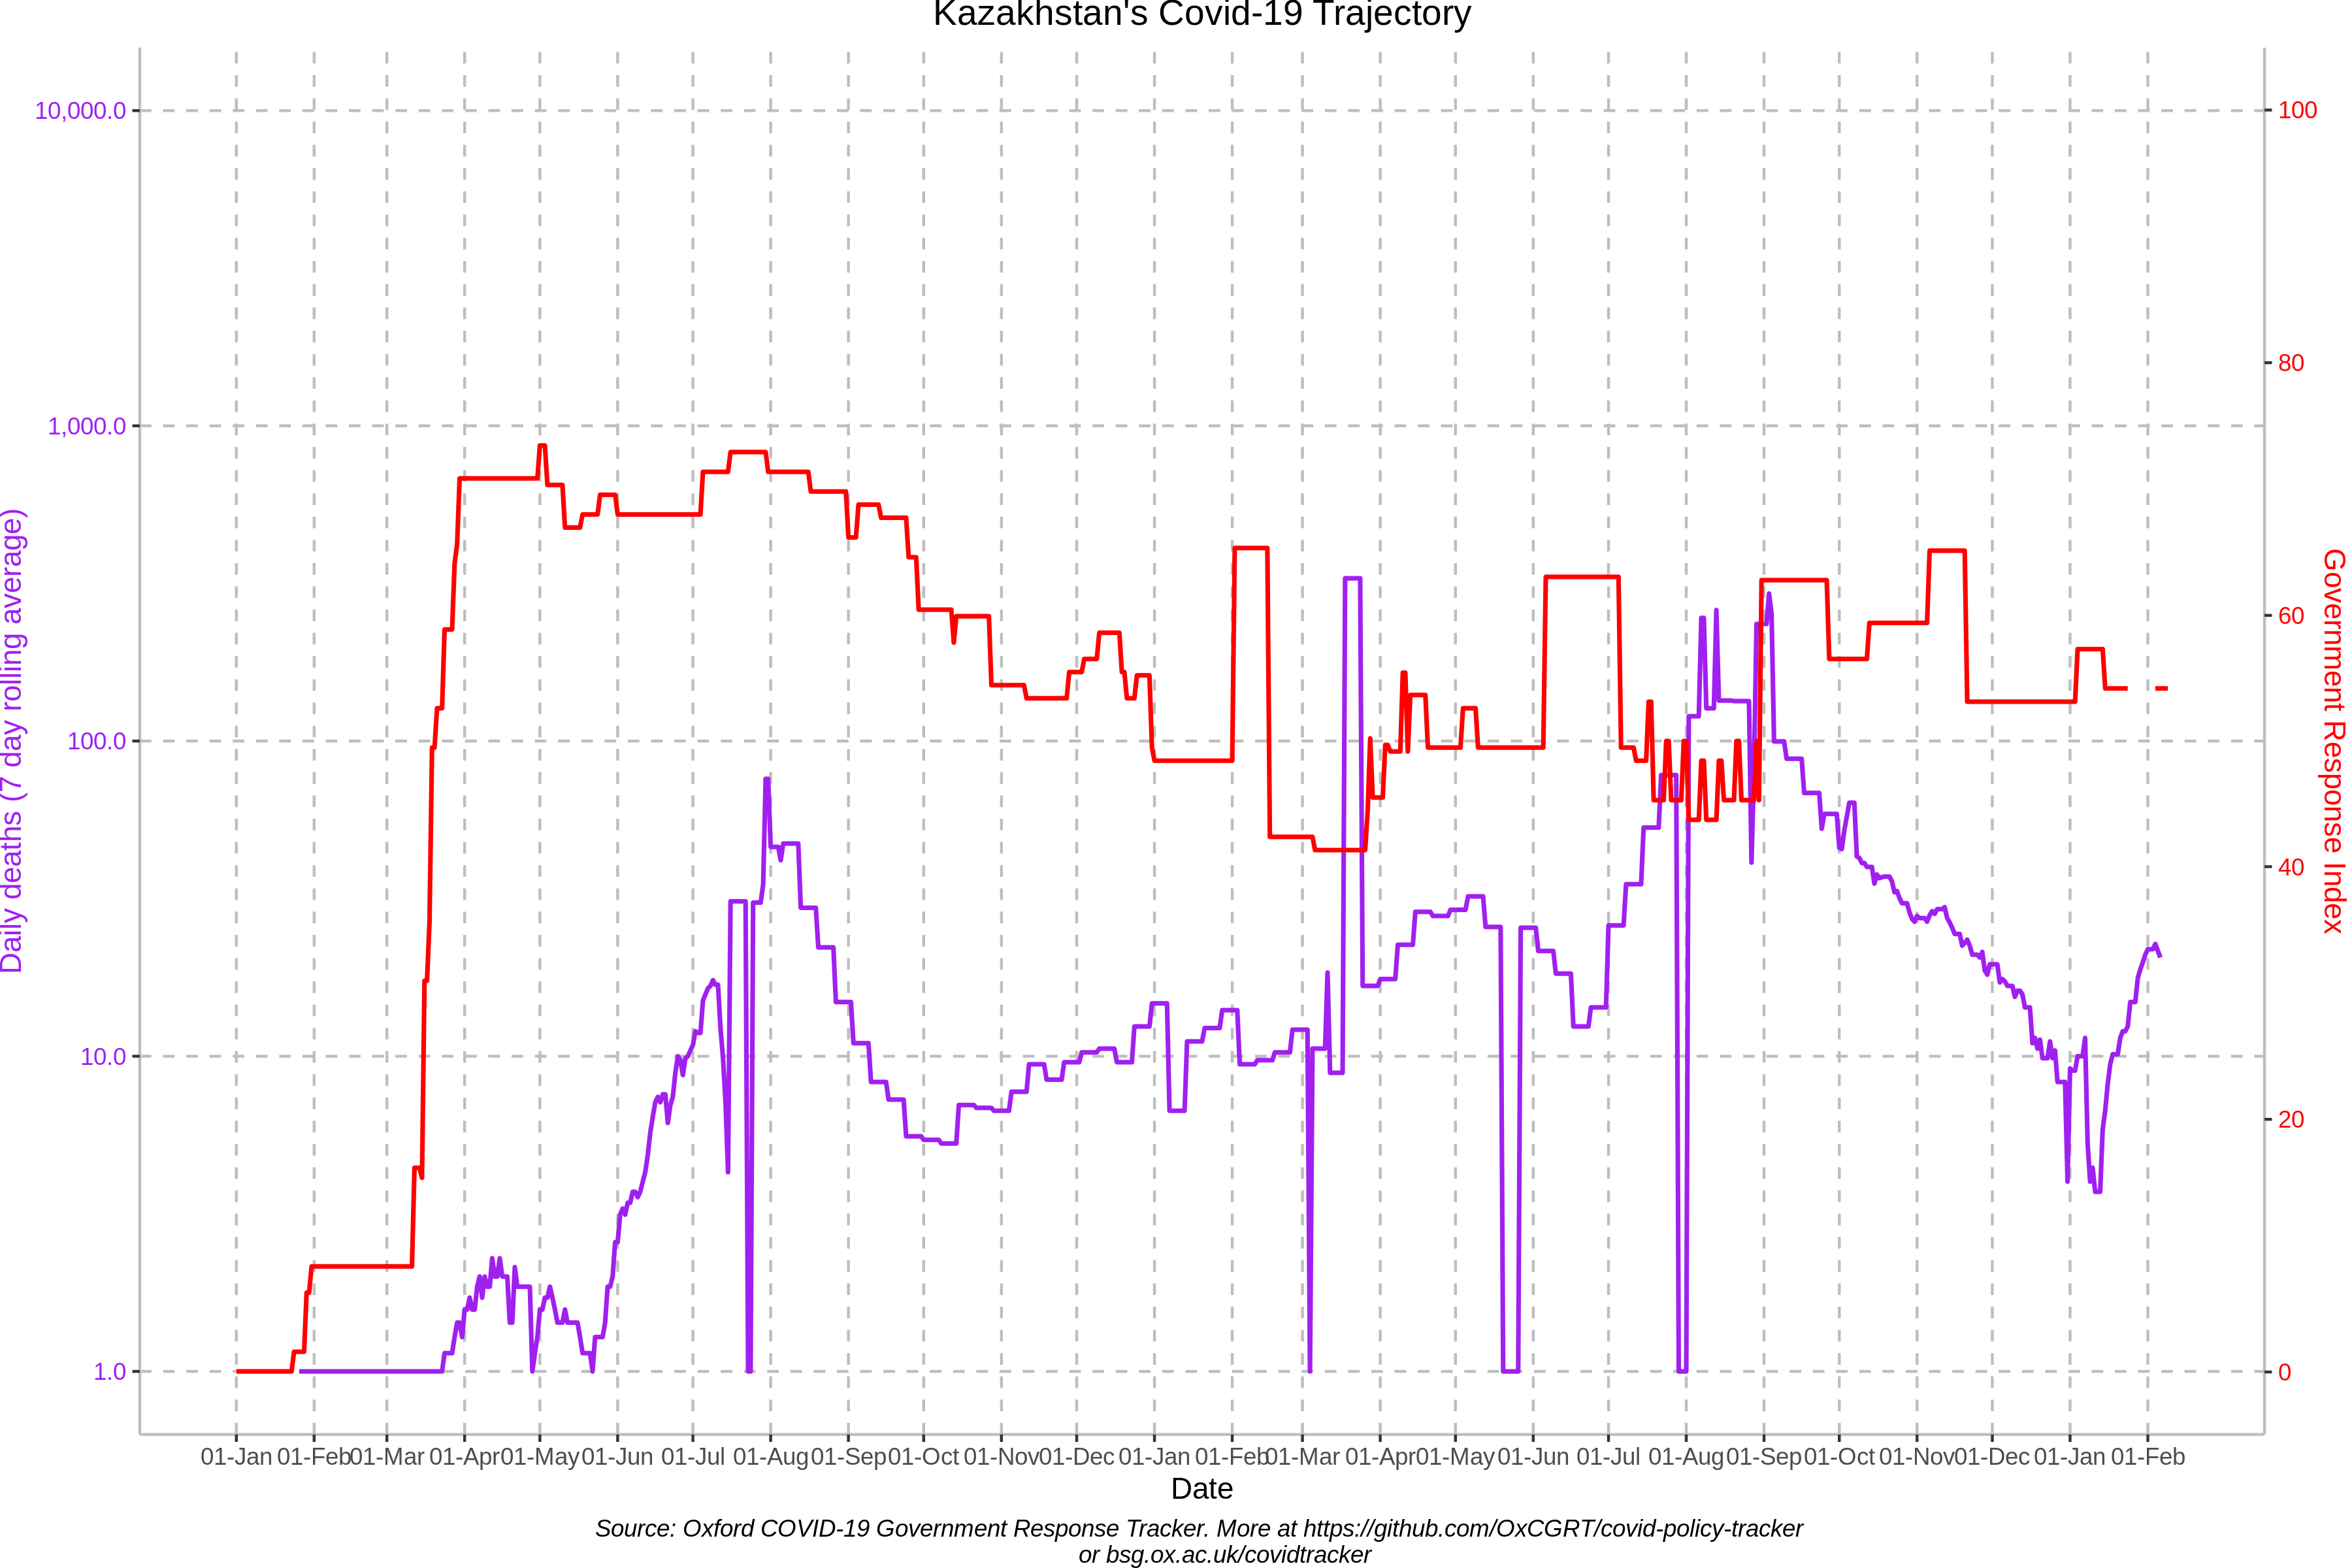 Kazakhstan's Covid-19 Trajectory
10,000.0
1,000.0
100.0
10.0
1.0
Daily deaths (7 day rolling average)
100
80
60
40
20
0
Government Response Index
01-Jan 01-Feb 01-Mar 01-Apr 01-May 01-Jun 01-Jul 01-Aug 01-Sep 01-Oct 01-Nov 01-Dec 01-Jan 01-Feb 01-Mar 01-Apr 01-May 01-Jun 01-Jul 01-Aug 01-Sep 01-Oct 01-Nov 01-Dec 01-Jan 01-Feb
Date
Source: Oxford COVID-19 Government Response Tracker. More at https://github.com/OxCGRT/covid-policy-tracker
or bsg.ox.ac.uk/covidtracker